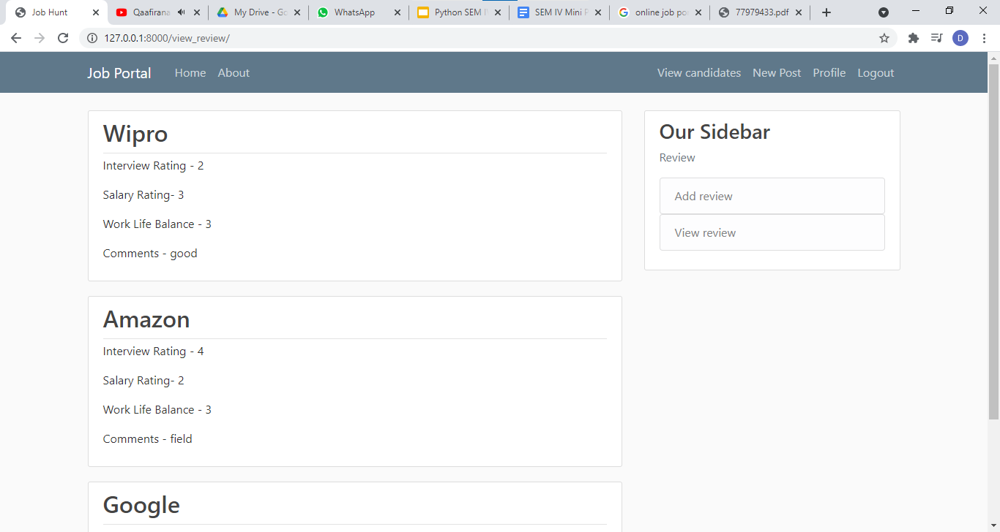 Job Hunt
Qaafirana
My Drive - Go
WhatsApp
Python SEM I
SEM IV Mini P
online job po
77979433.pdf
127.0.0.1:8000/view_review/
D
Job Portal
Home
About
View candidates
New Post
Profile
Logout
Wipro
Interview Rating - 2
Salary Rating- 3
Work Life Balance - 3
Comments - good
Amazon
Interview Rating - 4
Salary Rating- 2
Work Life Balance - 3
Comments - field
Google
Our Sidebar
Review
Add review
View review